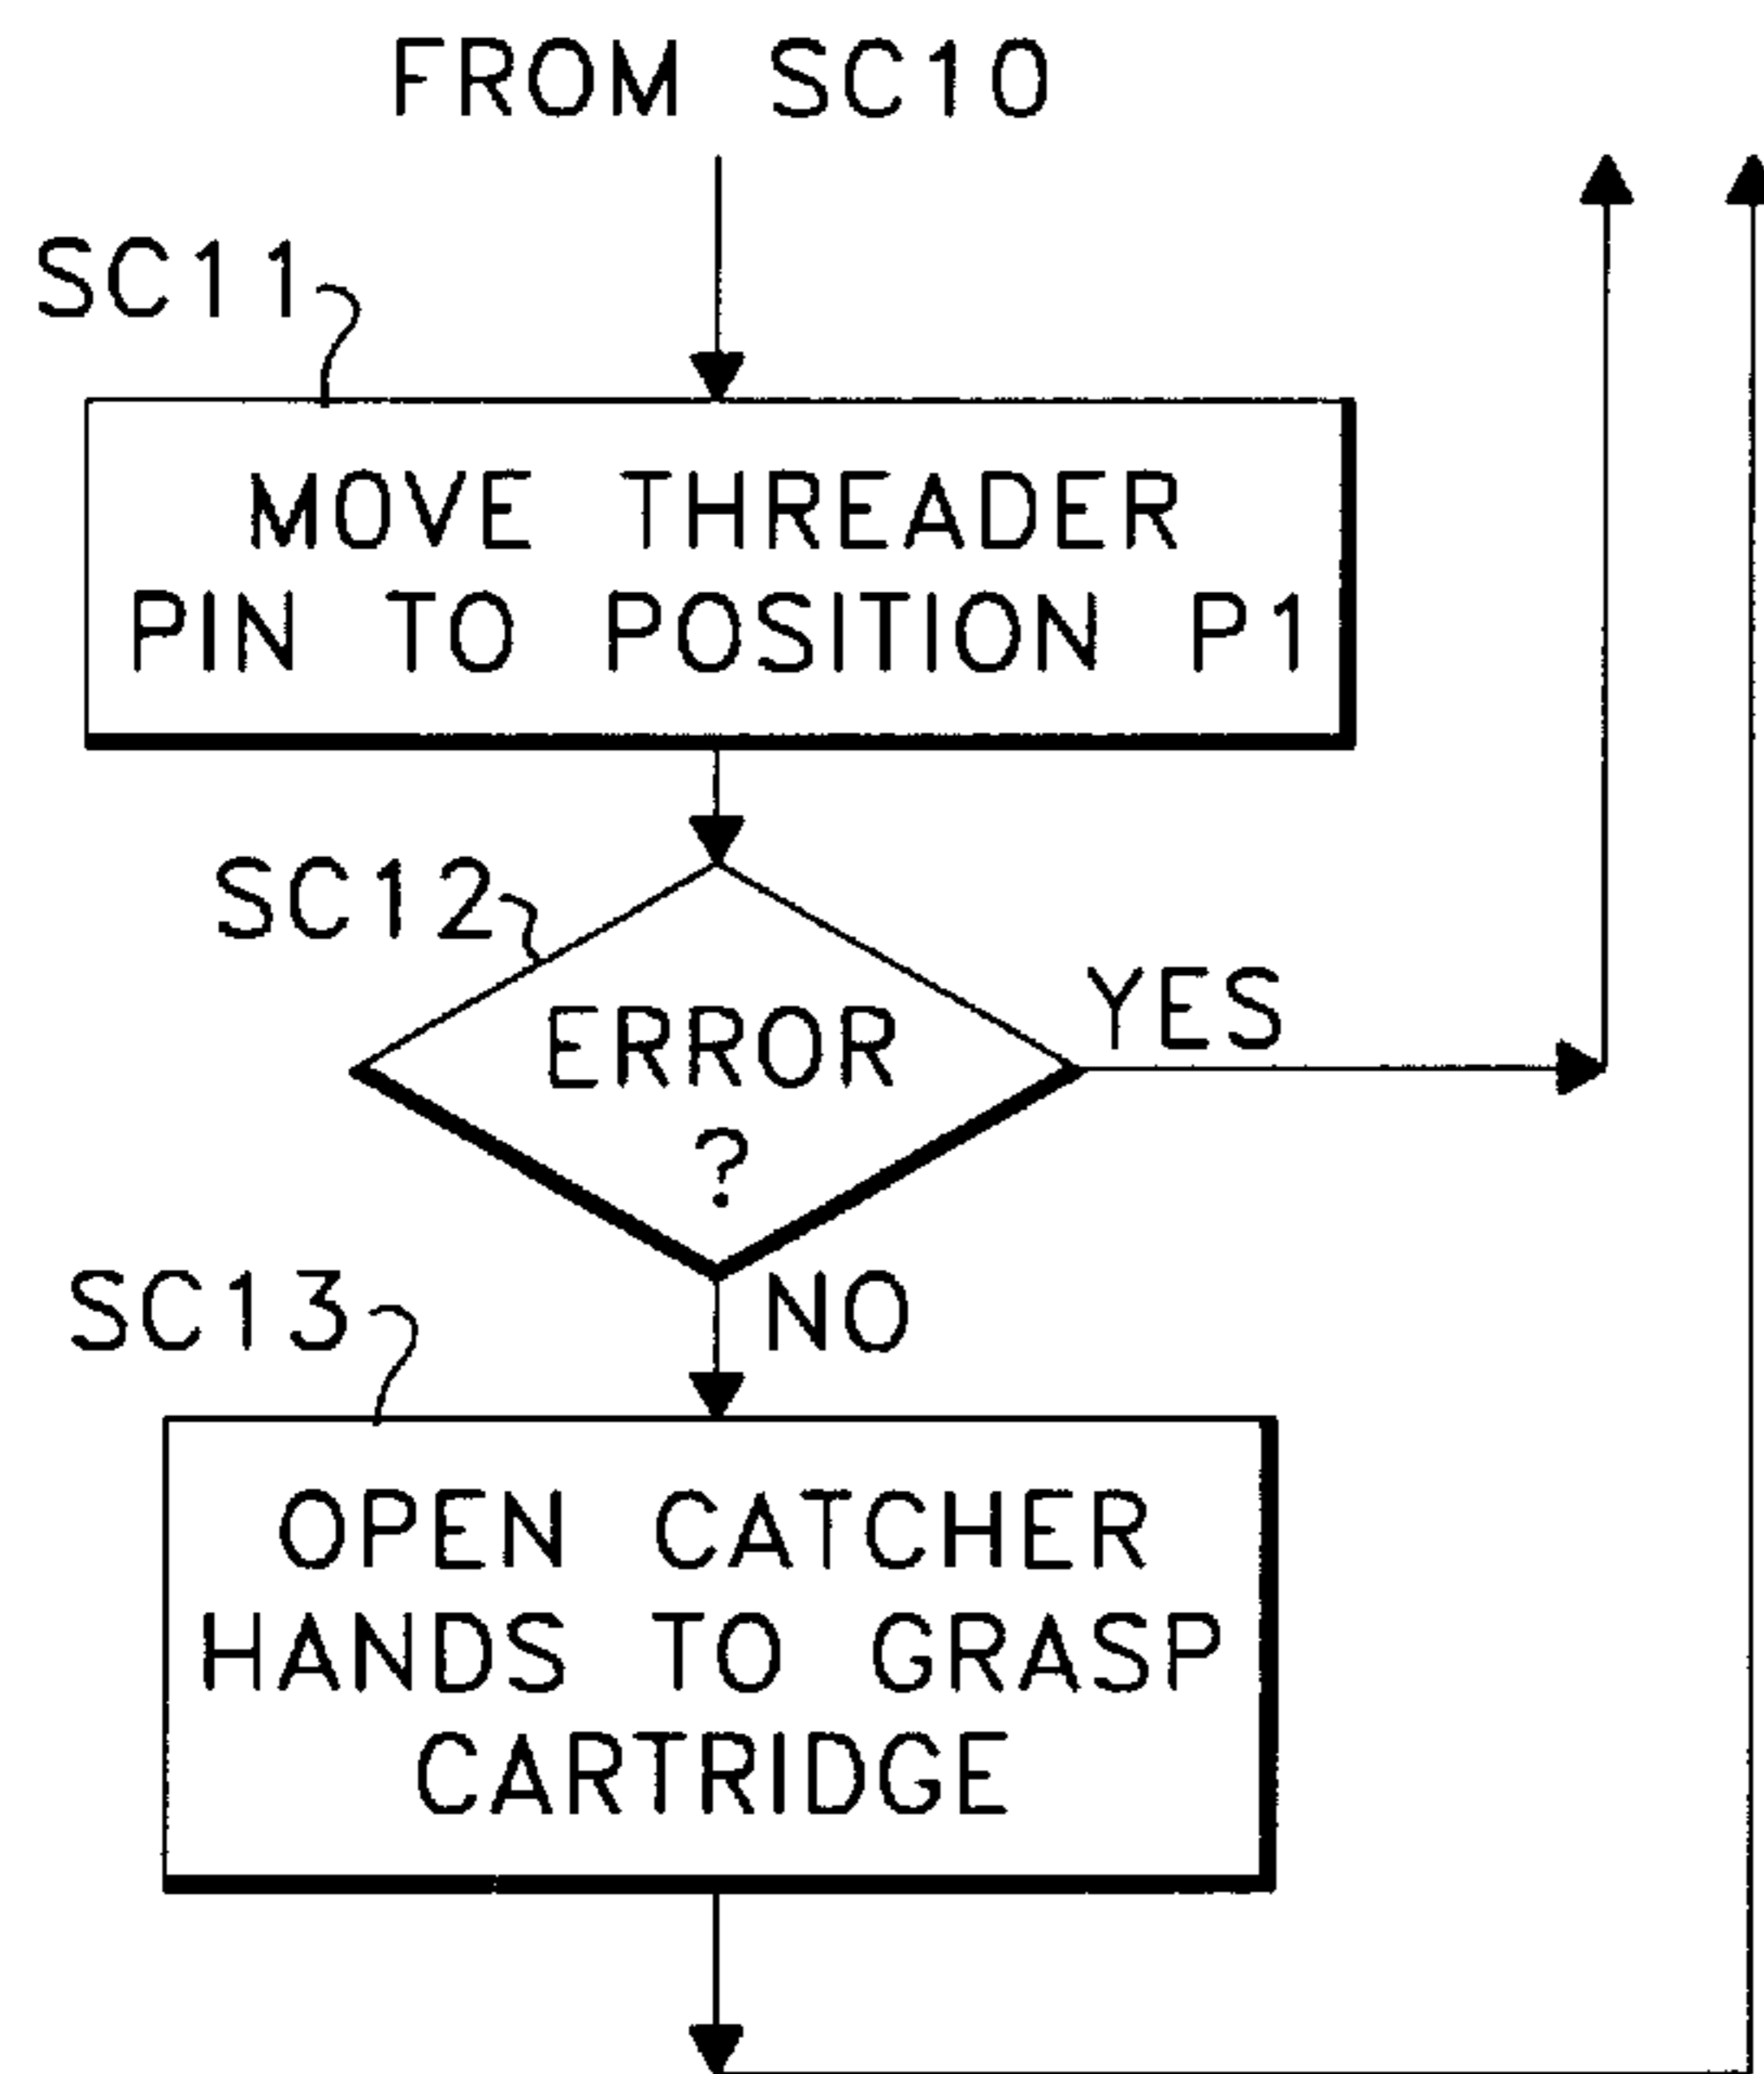 FROM SC10
SC11
MOVE THREADER
PIN TO POSITION P1
SC12
ERROR
?
YES
NO
SC13
OPEN CATCHER
HANDS TO GRASP
CARTRIDGE